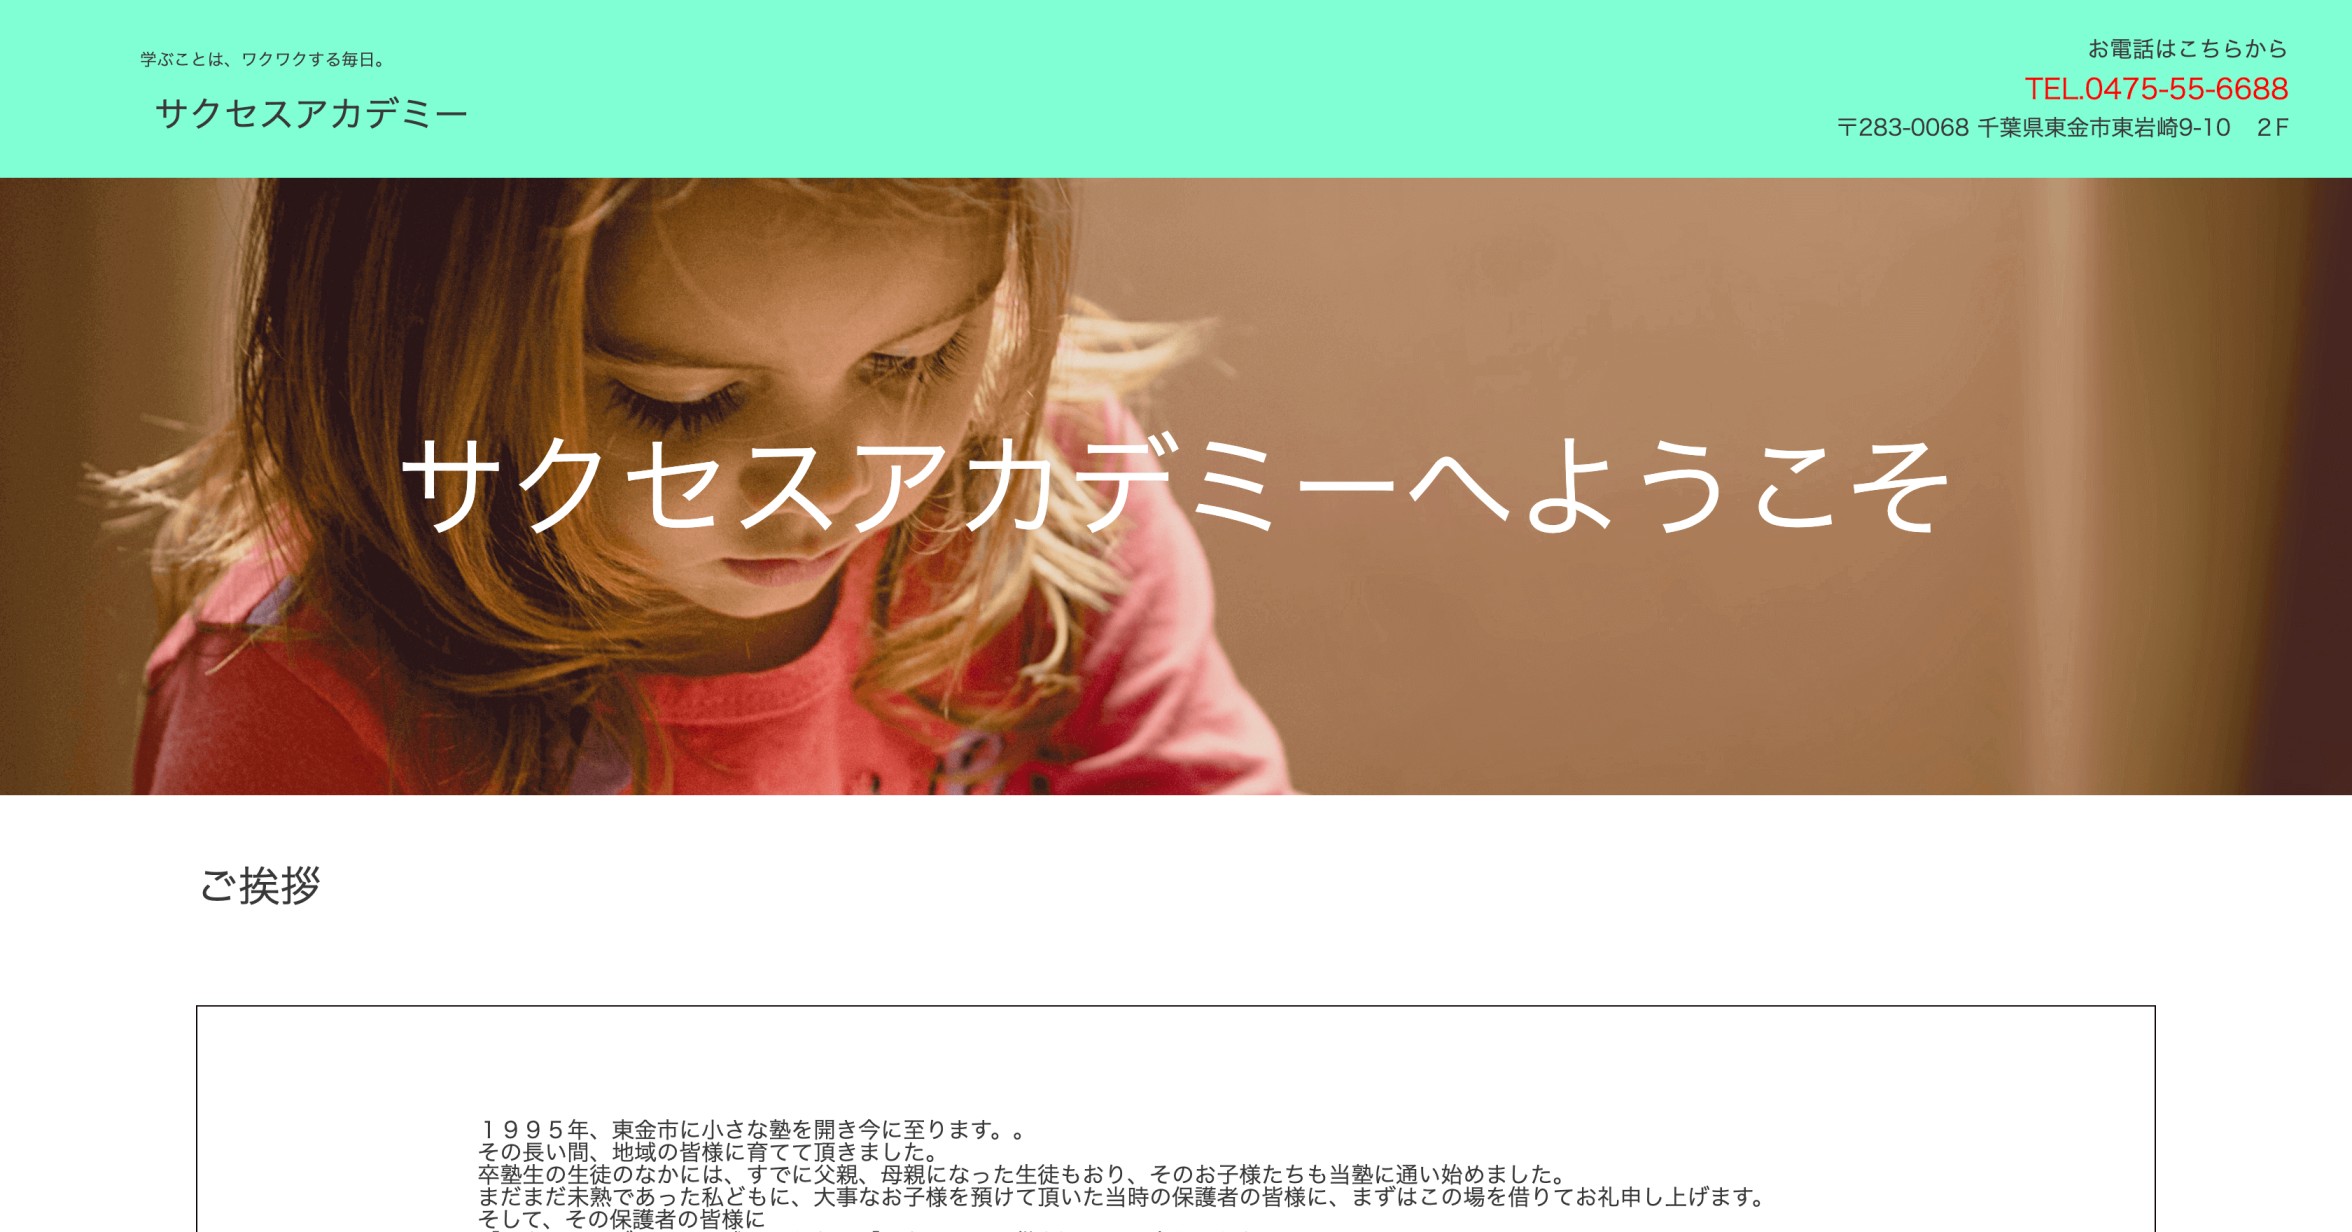 学ぶことは、ワクワクする毎日。
サクセスアカデミー
お電話はこちらから
TEL.0475-55-6688
〒283-0068 千葉県東金市東岩崎9-10　２F
サクセスアカデミーへようこそ
ご挨拶
１９９５年、東金市に小さな塾を開き今に至ります。。
その長い間、地域の皆様に育てて頂きました。
卒塾生の生徒のなかには、すでに父親、母親になった生徒もおり、そのお子様たちも当塾に通い始めました。
まだまだ未熟であった私どもに、大事なお子様を預けて頂いた当時の保護者の皆様に、まずはこの場を借りてお礼申し上げます。
そして、その保護者の皆様に